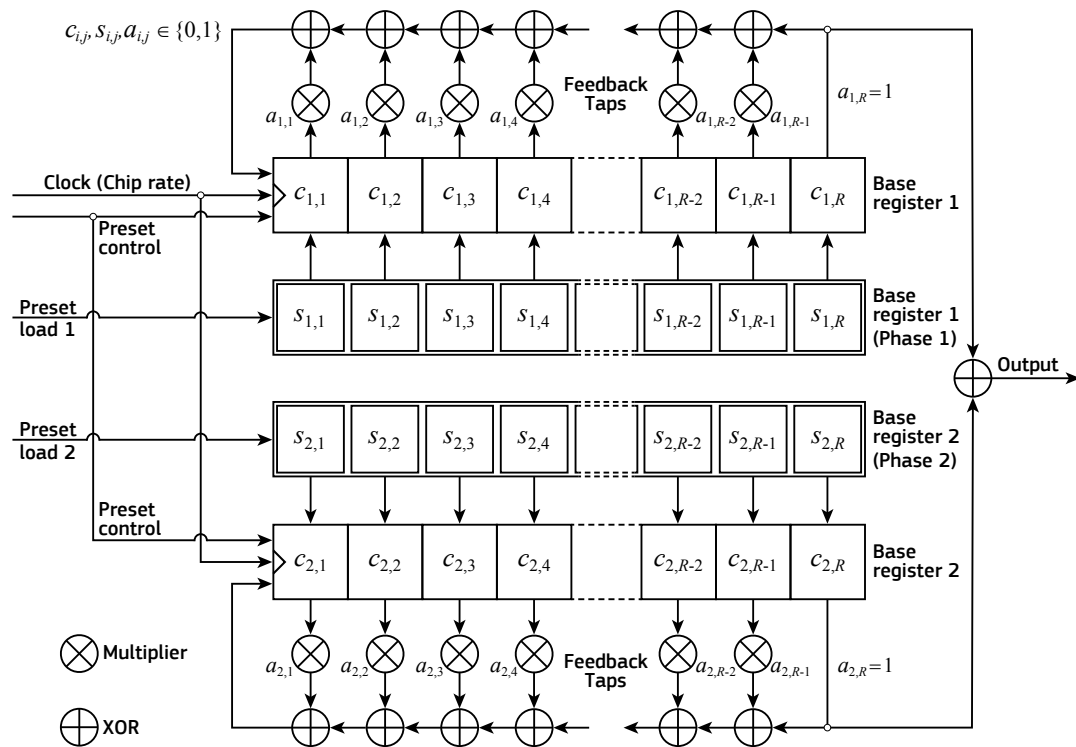 c_{i,j}, s_{i,j}, a_{i,j} ∈ {0,1}
Feedback
Taps
a_{1,R}=1
a_{1,1} a_{1,2} a_{1,3} a_{1,4} a_{1,R-2} a_{1,R-1}
Clock (Chip rate)
c_{1,1} c_{1,2} c_{1,3} c_{1,4} c_{1,R-2} c_{1,R-1} c_{1,R}
Base
register 1
Preset
control
Preset
load 1
s_{1,1} s_{1,2} s_{1,3} s_{1,4} s_{1,R-2} s_{1,R-1} s_{1,R}
Base
register 1
(Phase 1)
Output
Preset
load 2
s_{2,1} s_{2,2} s_{2,3} s_{2,4} s_{2,R-2} s_{2,R-1} s_{2,R}
Base
register 2
(Phase 2)
Preset
control
c_{2,1} c_{2,2} c_{2,3} c_{2,4} c_{2,R-2} c_{2,R-1} c_{2,R}
Base
register 2
Multiplier
a_{2,1} a_{2,2} a_{2,3} a_{2,4} a_{2,R-2} a_{2,R-1} a_{2,R}=1
Feedback
Taps
XOR